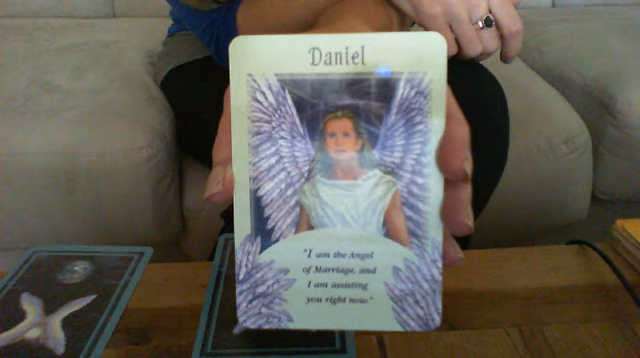 Daniel
"I am the Angel
of Marriage, and
I am assisting
you right now."